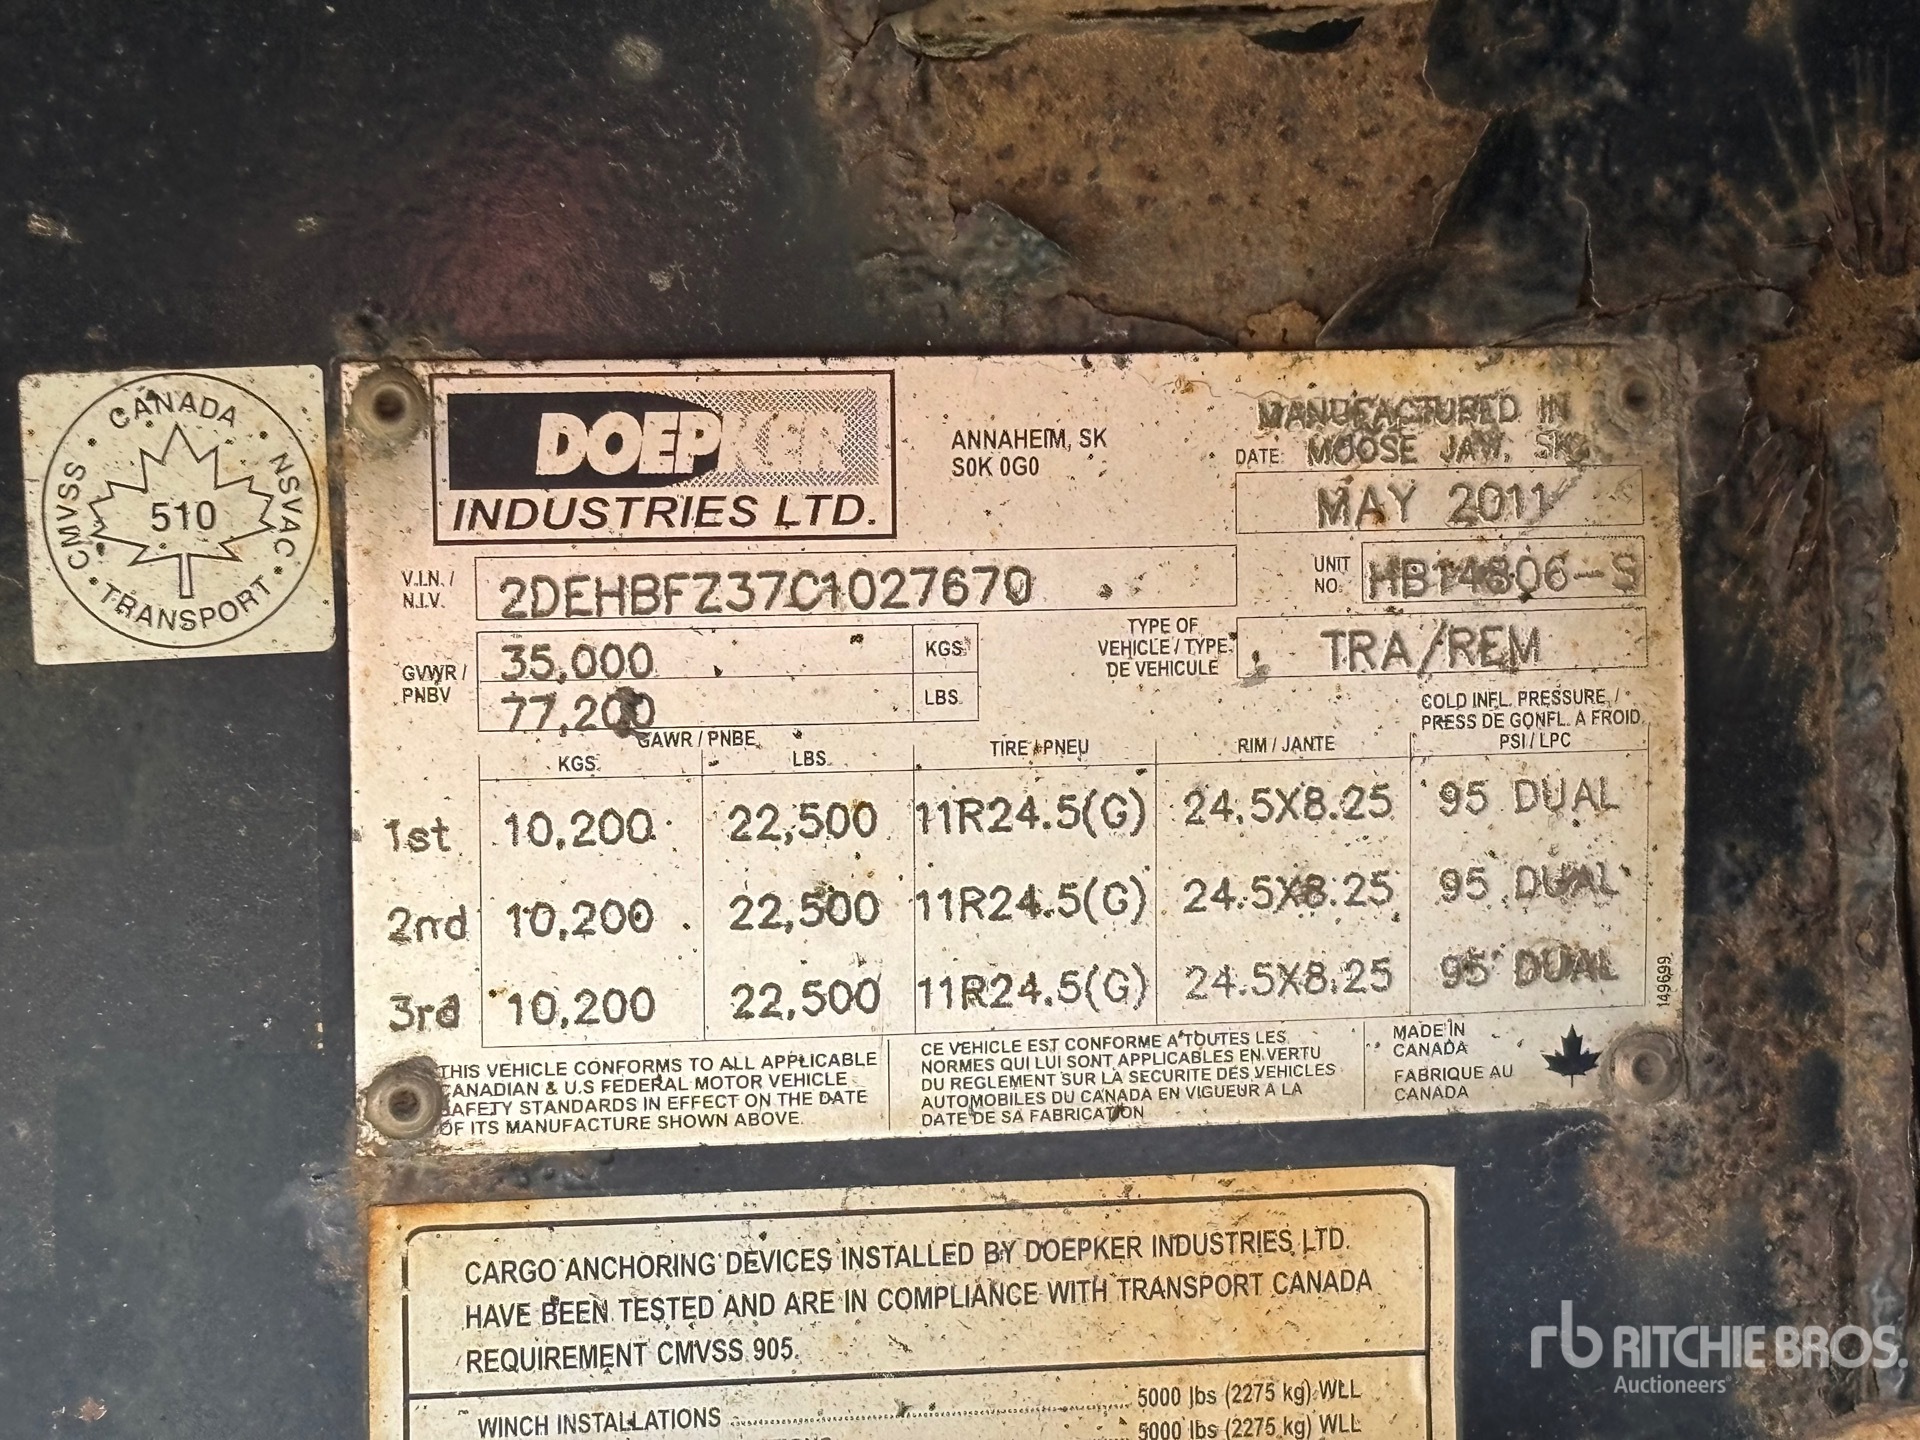 CANADA
CMVSS · NSVAC
510
TRANSPORT
DOEPKER
INDUSTRIES LTD.
ANNAHEIM, SK
S0K 0G0
MANUFACTURED IN
DATE: MOOSE JAW, SK
MAY 2011
V.I.N. /
N.I.V.
2DEHBFZ37C1027670
UNIT
NO.
HB14806-S
GVWR /
PNBV
35,000 KGS.
77,200 LBS.
TYPE OF
VEHICLE / TYPE
DE VEHICULE
TRA/REM
GAWR / PNBE
KGS. LBS.
TIRE / PNEU
RIM / JANTE
COLD INFL. PRESSURE /
PRESS DE GONFL. A FROID
PSI / LPC
1st 10,200 22,500 11R24.5(G) 24.5X8.25 95 DUAL
2nd 10,200 22,500 11R24.5(G) 24.5X8.25 95 DUAL
3rd 10,200 22,500 11R24.5(G) 24.5X8.25 95 DUAL
149699
THIS VEHICLE CONFORMS TO ALL APPLICABLE
CANADIAN & U.S FEDERAL MOTOR VEHICLE
SAFETY STANDARDS IN EFFECT ON THE DATE
OF ITS MANUFACTURE SHOWN ABOVE.
CE VEHICLE EST CONFORME A TOUTES LES
NORMES QUI LUI SONT APPLICABLES EN VERTU
DU REGLEMENT SUR LA SECURITE DES VEHICLES
AUTOMOBILES DU CANADA EN VIGUEUR A LA
DATE DE SA FABRICATION
MADE IN
CANADA
FABRIQUE AU
CANADA
CARGO ANCHORING DEVICES INSTALLED BY DOEPKER INDUSTRIES LTD.
HAVE BEEN TESTED AND ARE IN COMPLIANCE WITH TRANSPORT CANADA
REQUIREMENT CMVSS 905.
WINCH INSTALLATIONS 5000 lbs (2275 kg) WLL
5000 lbs (2275 kg) WLL
rb RITCHIE BROS.
Auctioneers